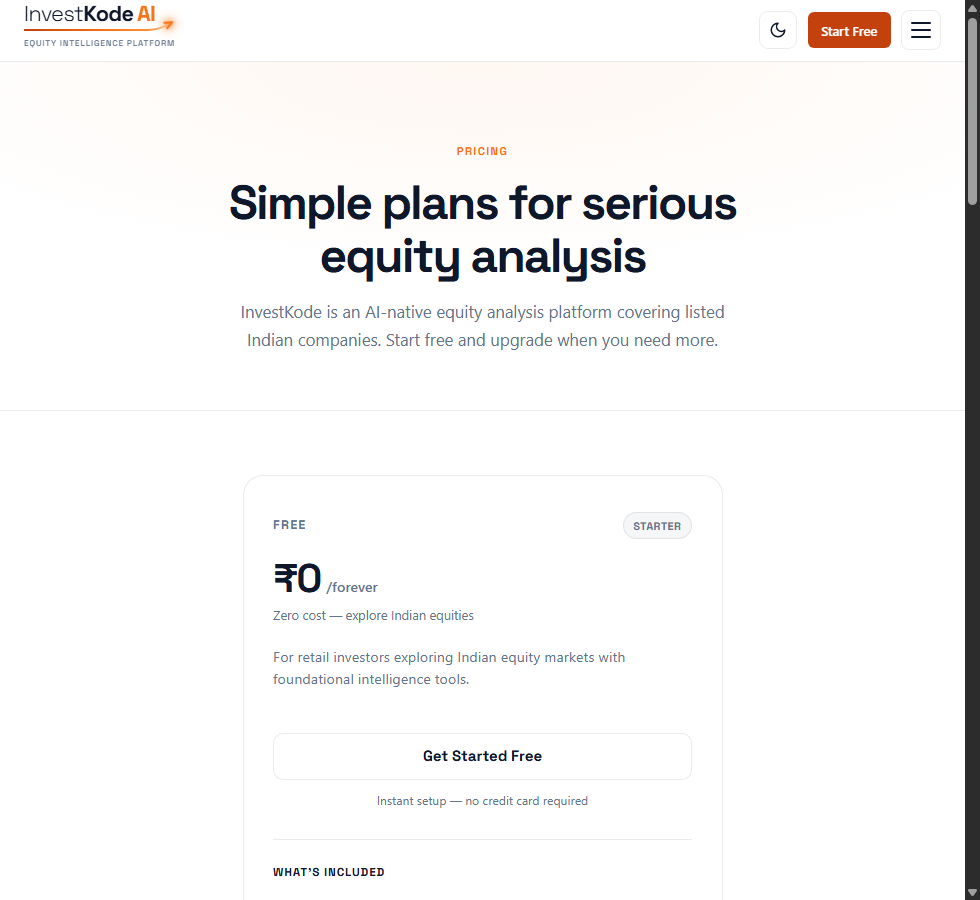 InvestKode AI
EQUITY INTELLIGENCE PLATFORM
Start Free
PRICING
Simple plans for serious
equity analysis
InvestKode is an AI-native equity analysis platform covering listed
Indian companies. Start free and upgrade when you need more.
FREE
STARTER
₹0 /forever
Zero cost — explore Indian equities
For retail investors exploring Indian equity markets with
foundational intelligence tools.
Get Started Free
Instant setup — no credit card required
WHAT'S INCLUDED